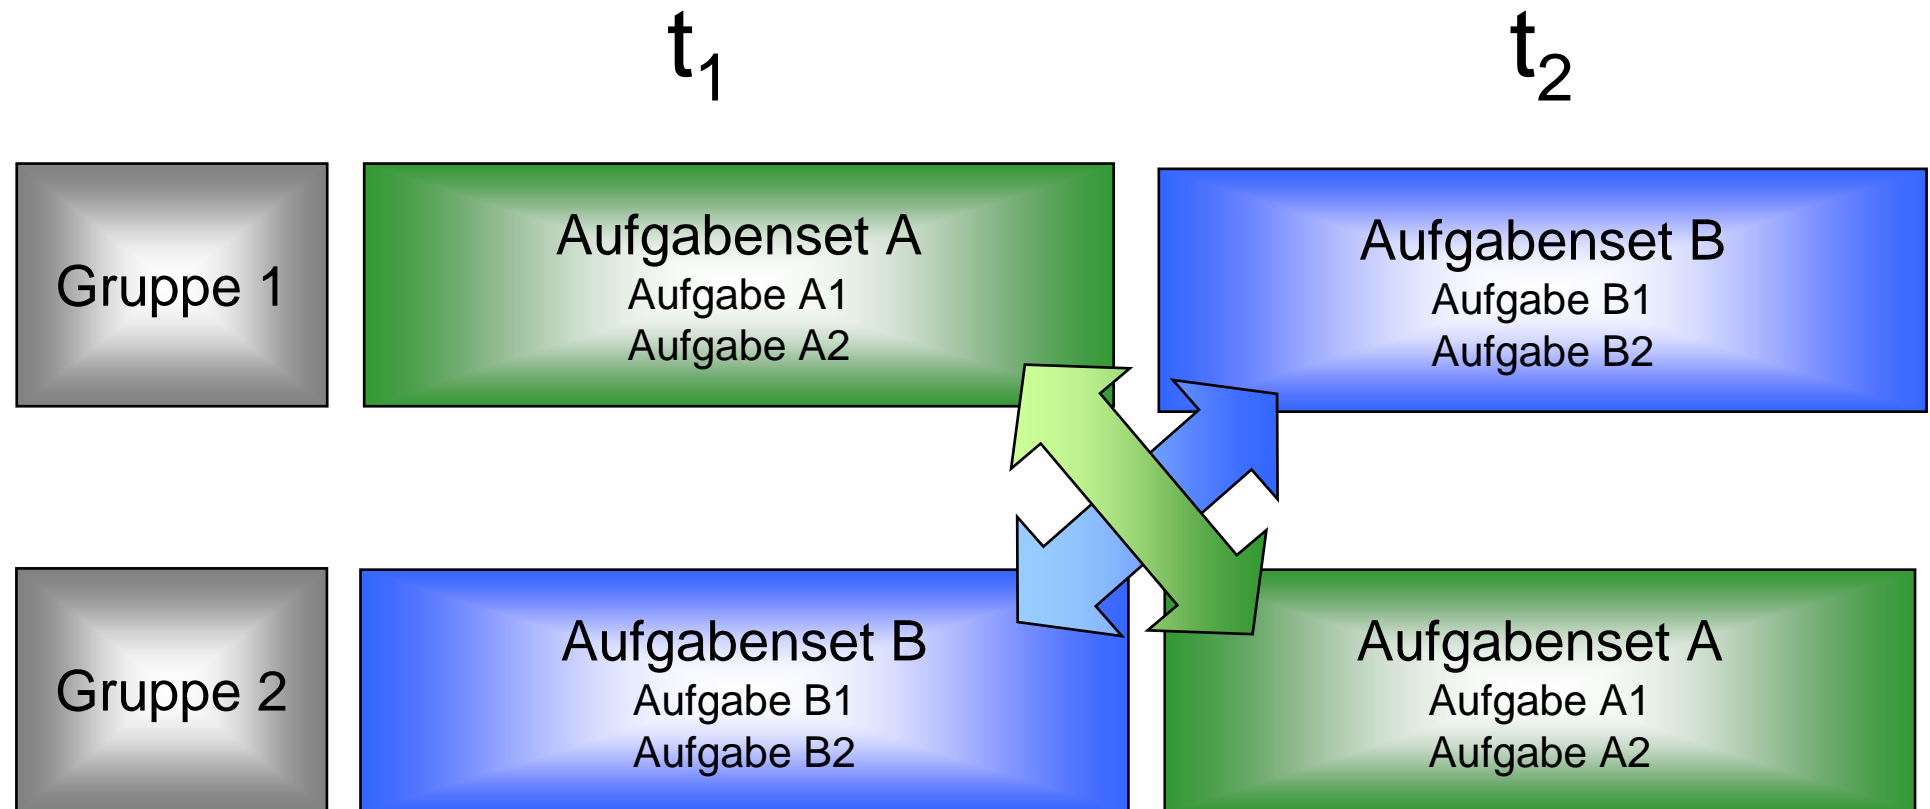 t₁
t₂
Gruppe 1
Aufgabenset A
Aufgabe A1
Aufgabe A2
Aufgabenset B
Aufgabe B1
Aufgabe B2
Gruppe 2
Aufgabenset B
Aufgabe B1
Aufgabe B2
Aufgabenset A
Aufgabe A1
Aufgabe A2